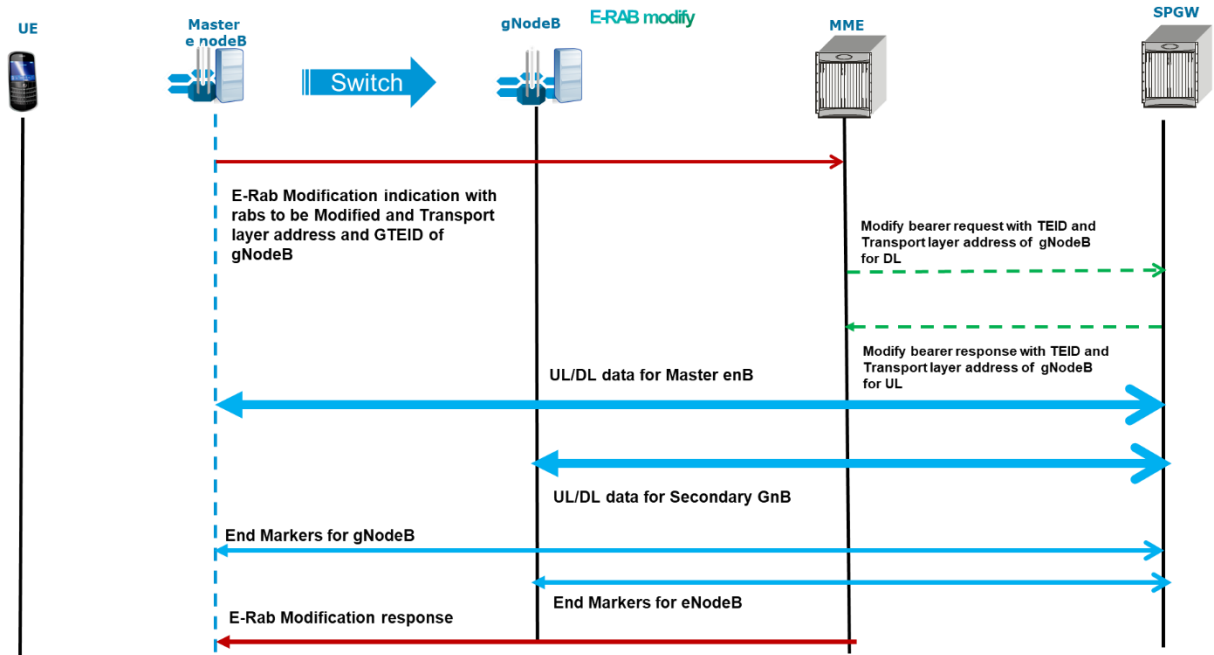 E-RAB modify
UE
Master
e nodeB
gNodeB
MME
SPGW
Switch
E-Rab Modification indication with
rabs to be Modified and Transport
layer address and GTEID of
gNodeB
Modify bearer request with TEID and
Transport layer address of gNodeB
for DL
Modify bearer response with TEID and
Transport layer address of gNodeB
for UL
UL/DL data for Master enB
UL/DL data for Secondary GnB
End Markers for gNodeB
End Markers for eNodeB
E-Rab Modification response